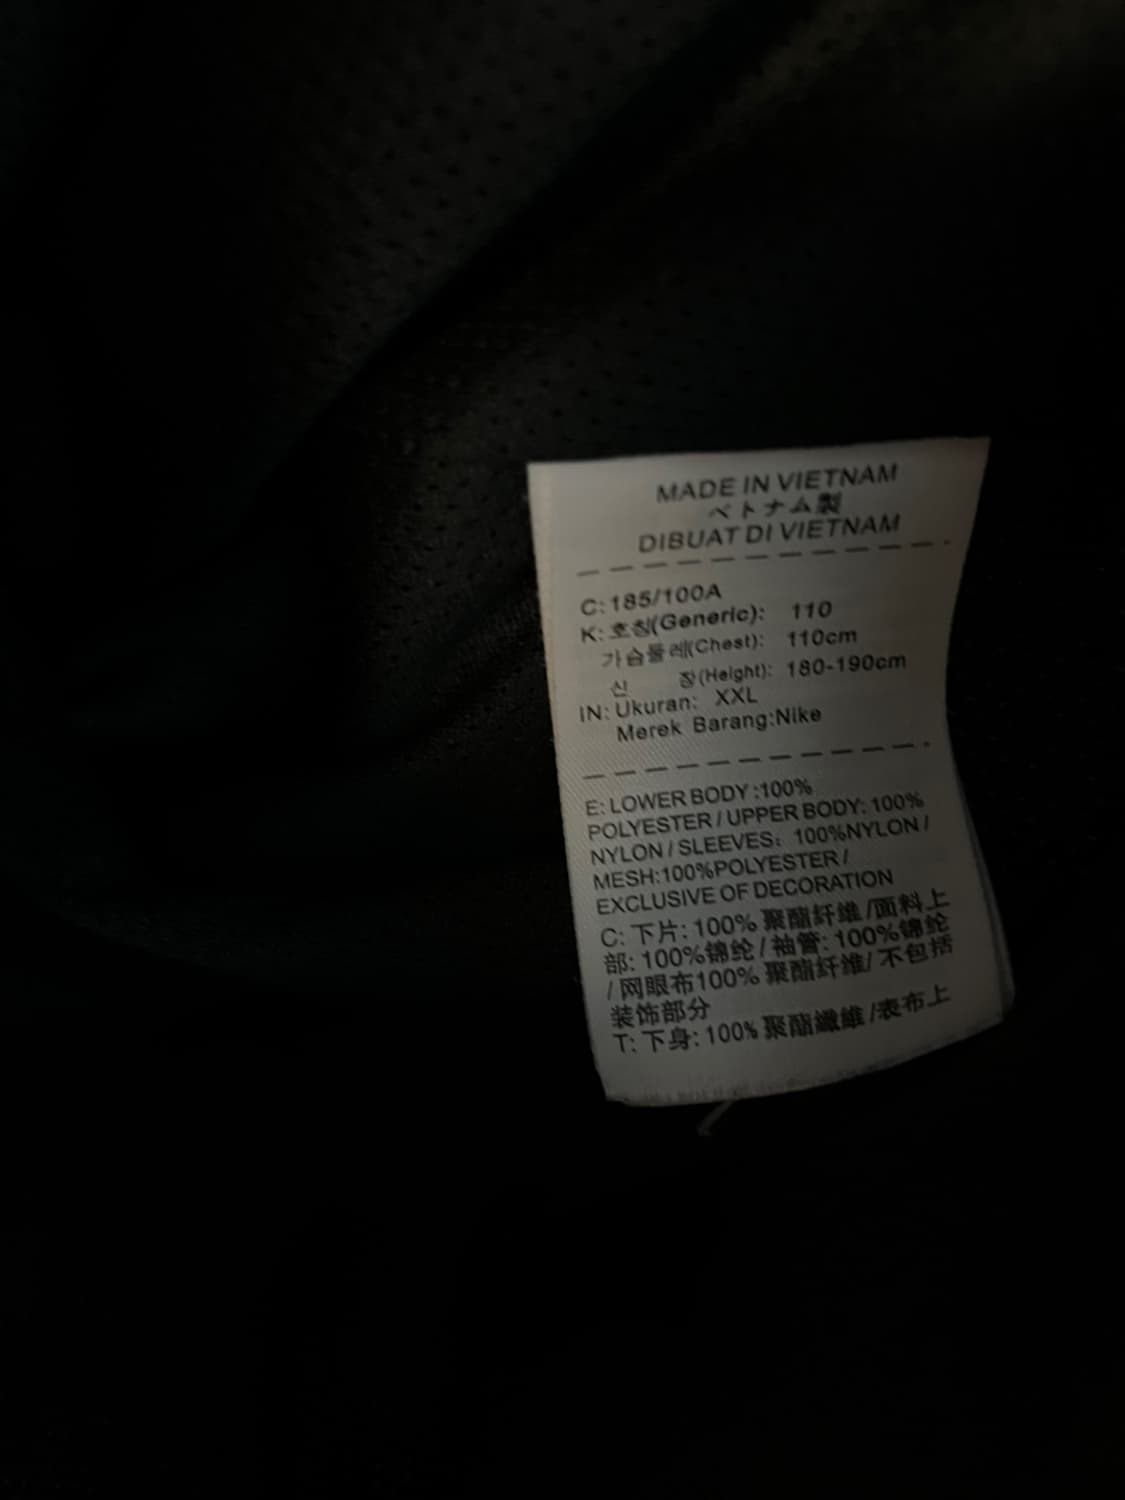 MADE IN VIETNAM
ベトナム製
DIBUAT DI VIETNAM
C: 185/100A
K: 호칭(Generic): 110
가슴둘레(Chest): 110cm
신 장(Height): 180-190cm
IN: Ukuran: XXL
Merek Barang:Nike
E: LOWER BODY :100%
POLYESTER / UPPER BODY: 100%
NYLON / SLEEVES: 100%NYLON /
MESH:100%POLYESTER /
EXCLUSIVE OF DECORATION
C: 下片: 100% 聚酯纤维 /面料上
部: 100%锦纶 / 袖管: 100%锦纶
/ 网眼布100% 聚酯纤维/ 不包括
装饰部分
T: 下身: 100% 聚酯纖維 /表布上